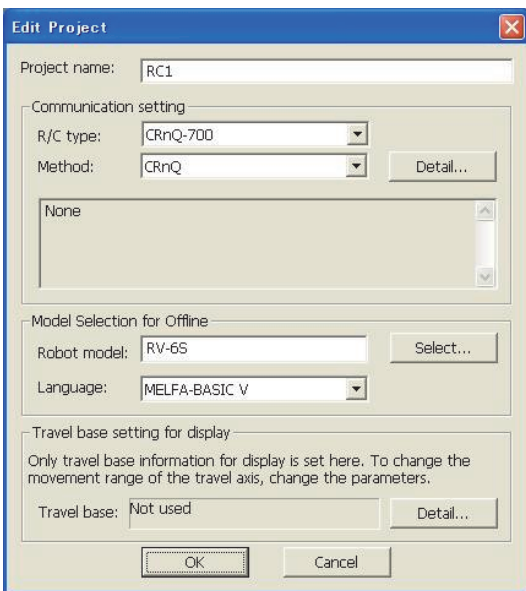 Edit Project
Project name: RC1
Communication setting
R/C type: CRnQ-700
Method: CRnQ Detail...
None
Model Selection for Offline
Robot model: RV-6S Select...
Language: MELFA-BASIC V
Travel base setting for display
Only travel base information for display is set here. To change the
movement range of the travel axis, change the parameters.
Travel base: Not used Detail...
OK Cancel